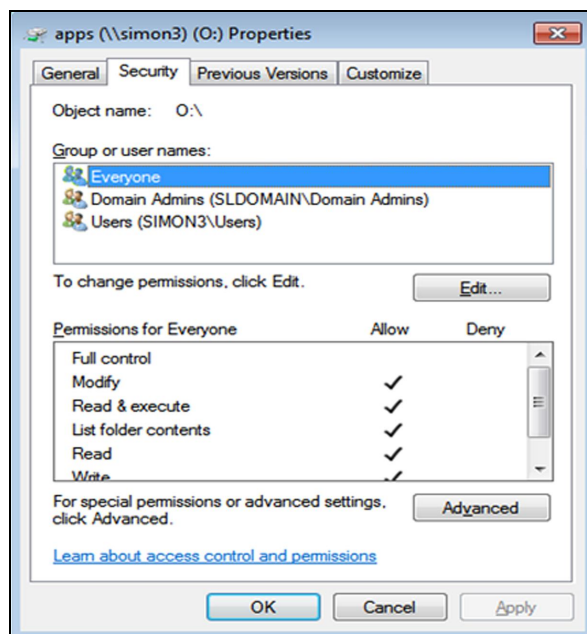 apps (\\simon3) (O:) Properties
General Security Previous Versions Customize
Object name: O:\
Group or user names:
Everyone
Domain Admins (SLDOMAIN\Domain Admins)
Users (SIMON3\Users)
To change permissions, click Edit.
Edit...
Permissions for Everyone Allow Deny
Full control
Modify
Read & execute
List folder contents
Read
Write
For special permissions or advanced settings,
click Advanced.
Advanced
Learn about access control and permissions
OK Cancel Apply